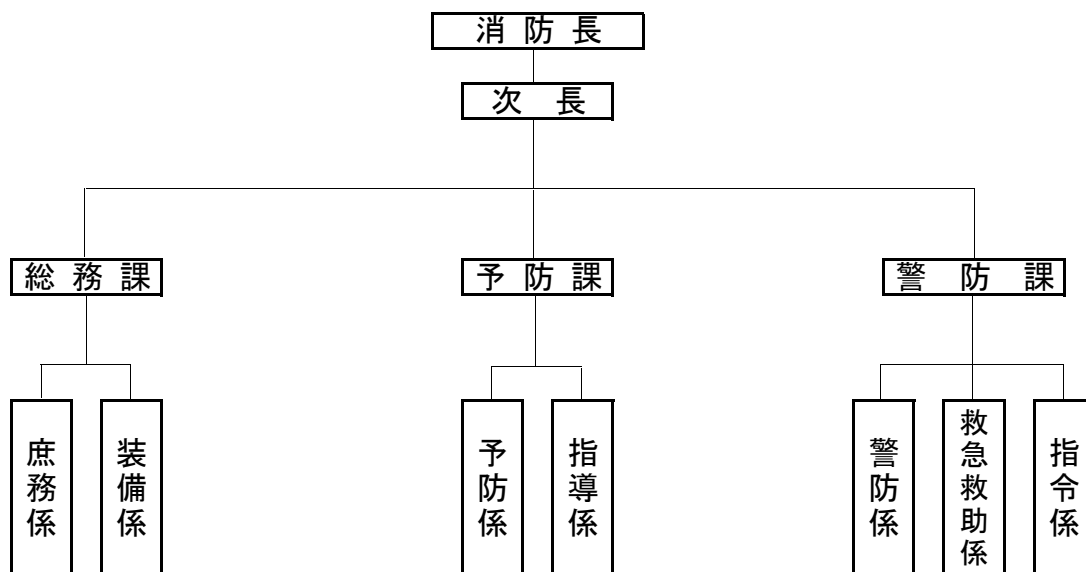 消防長
次長
総務課
予防課
警防課
庶務係
装備係
予防係
指導係
警防係
救急救助係
指令係